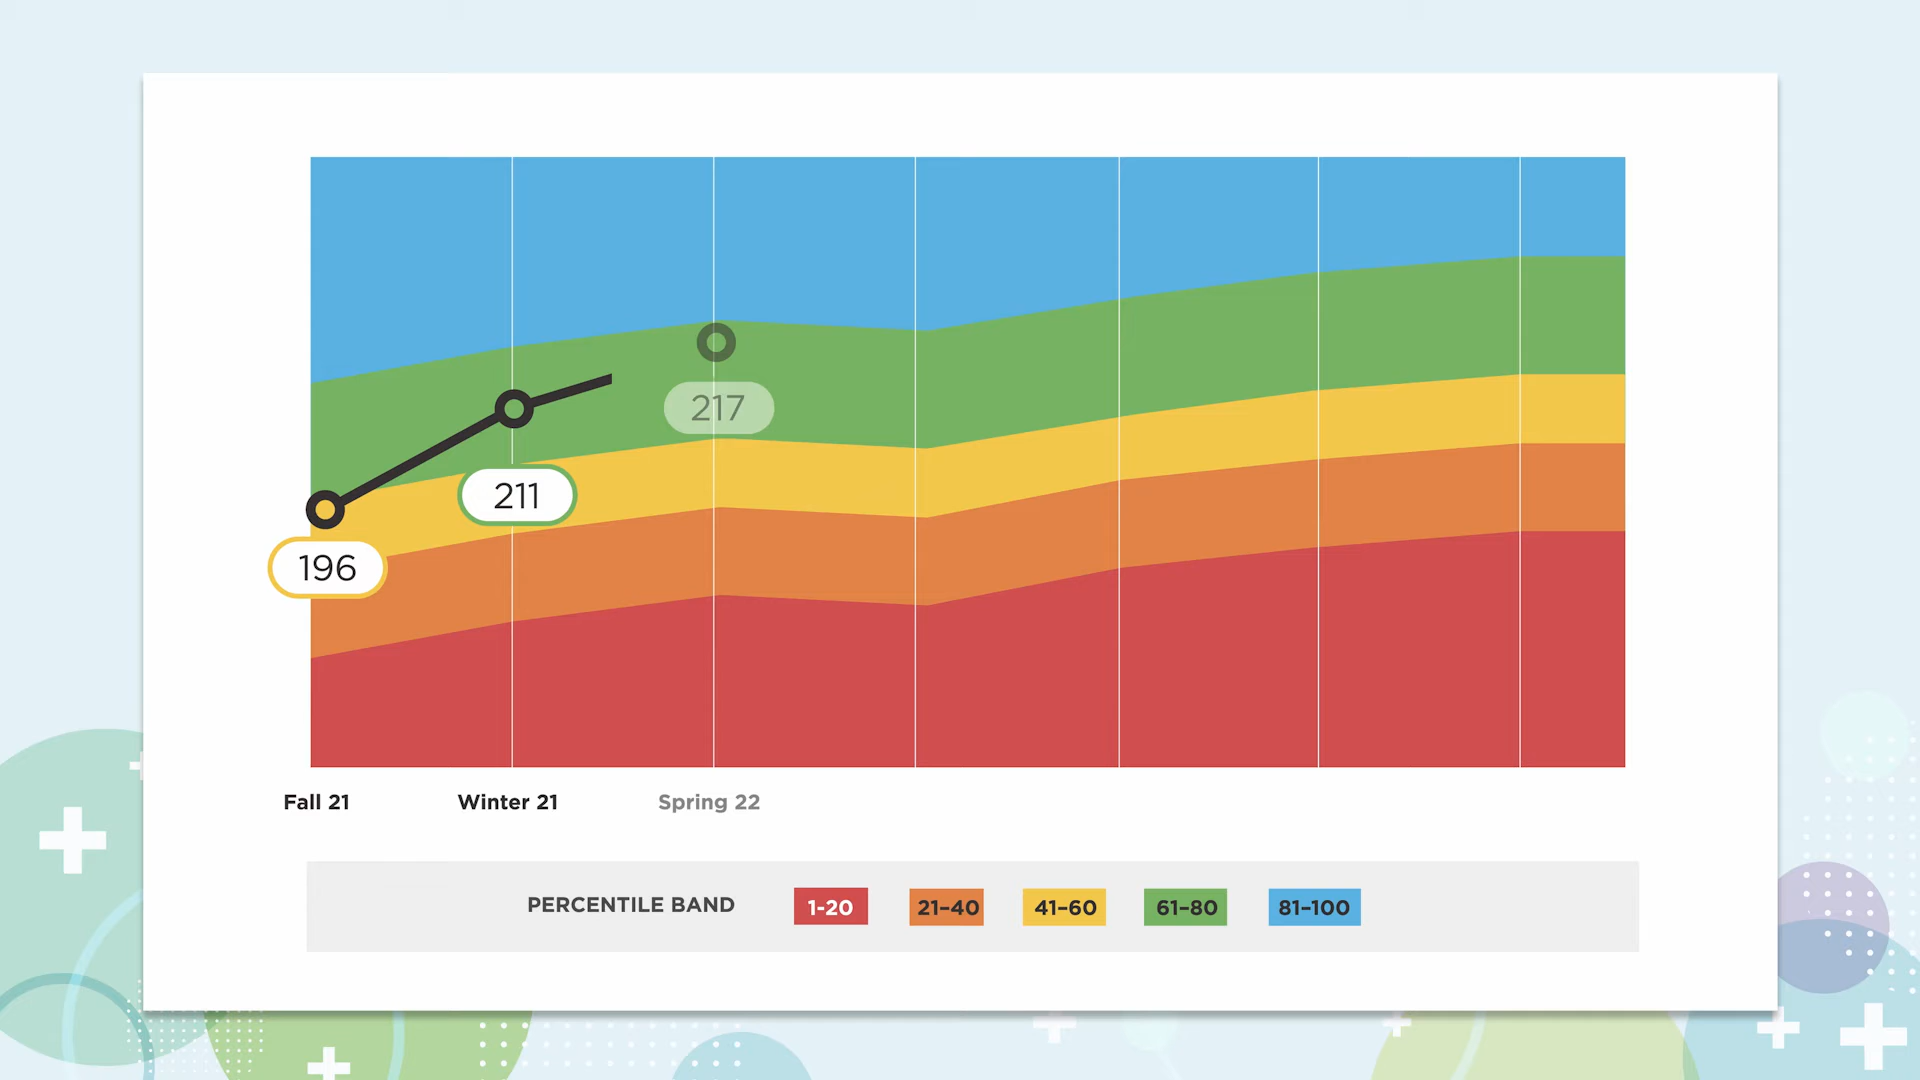 217
211
196
Fall 21
Winter 21
Spring 22
PERCENTILE BAND
1-20
21–40
41–60
61–80
81–100